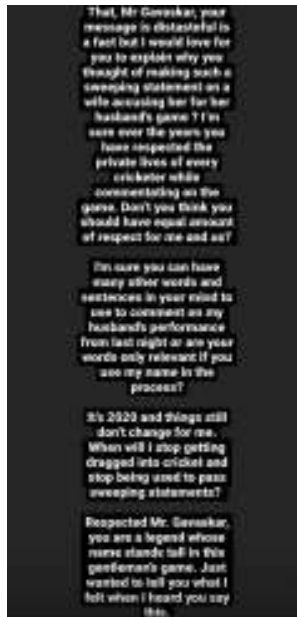 That, Mr Gavaskar, your
message is distasteful is
a fact but I would love for
you to explain why you
thought of making such a
sweeping statement on a
wife accusing her for her
husband's game ? I'm
sure over the years you
have respected the
private lives of every
cricketer while
commentating on the
game. Don't you think you
should have equal amount
of respect for me and us?
I'm sure you can have
many other words and
sentences in your mind to
use to comment on my
husband's performance
from last night or are your
words only relevant if you
use my name in the
process?
It's 2020 and things still
don't change for me.
When will I stop getting
dragged into cricket and
stop being used to pass
sweeping statements?
Respected Mr. Gavaskar,
you are a legend whose
name stands tall in this
gentleman's game. Just
wanted to tell you what I
felt when I heard you say
this.